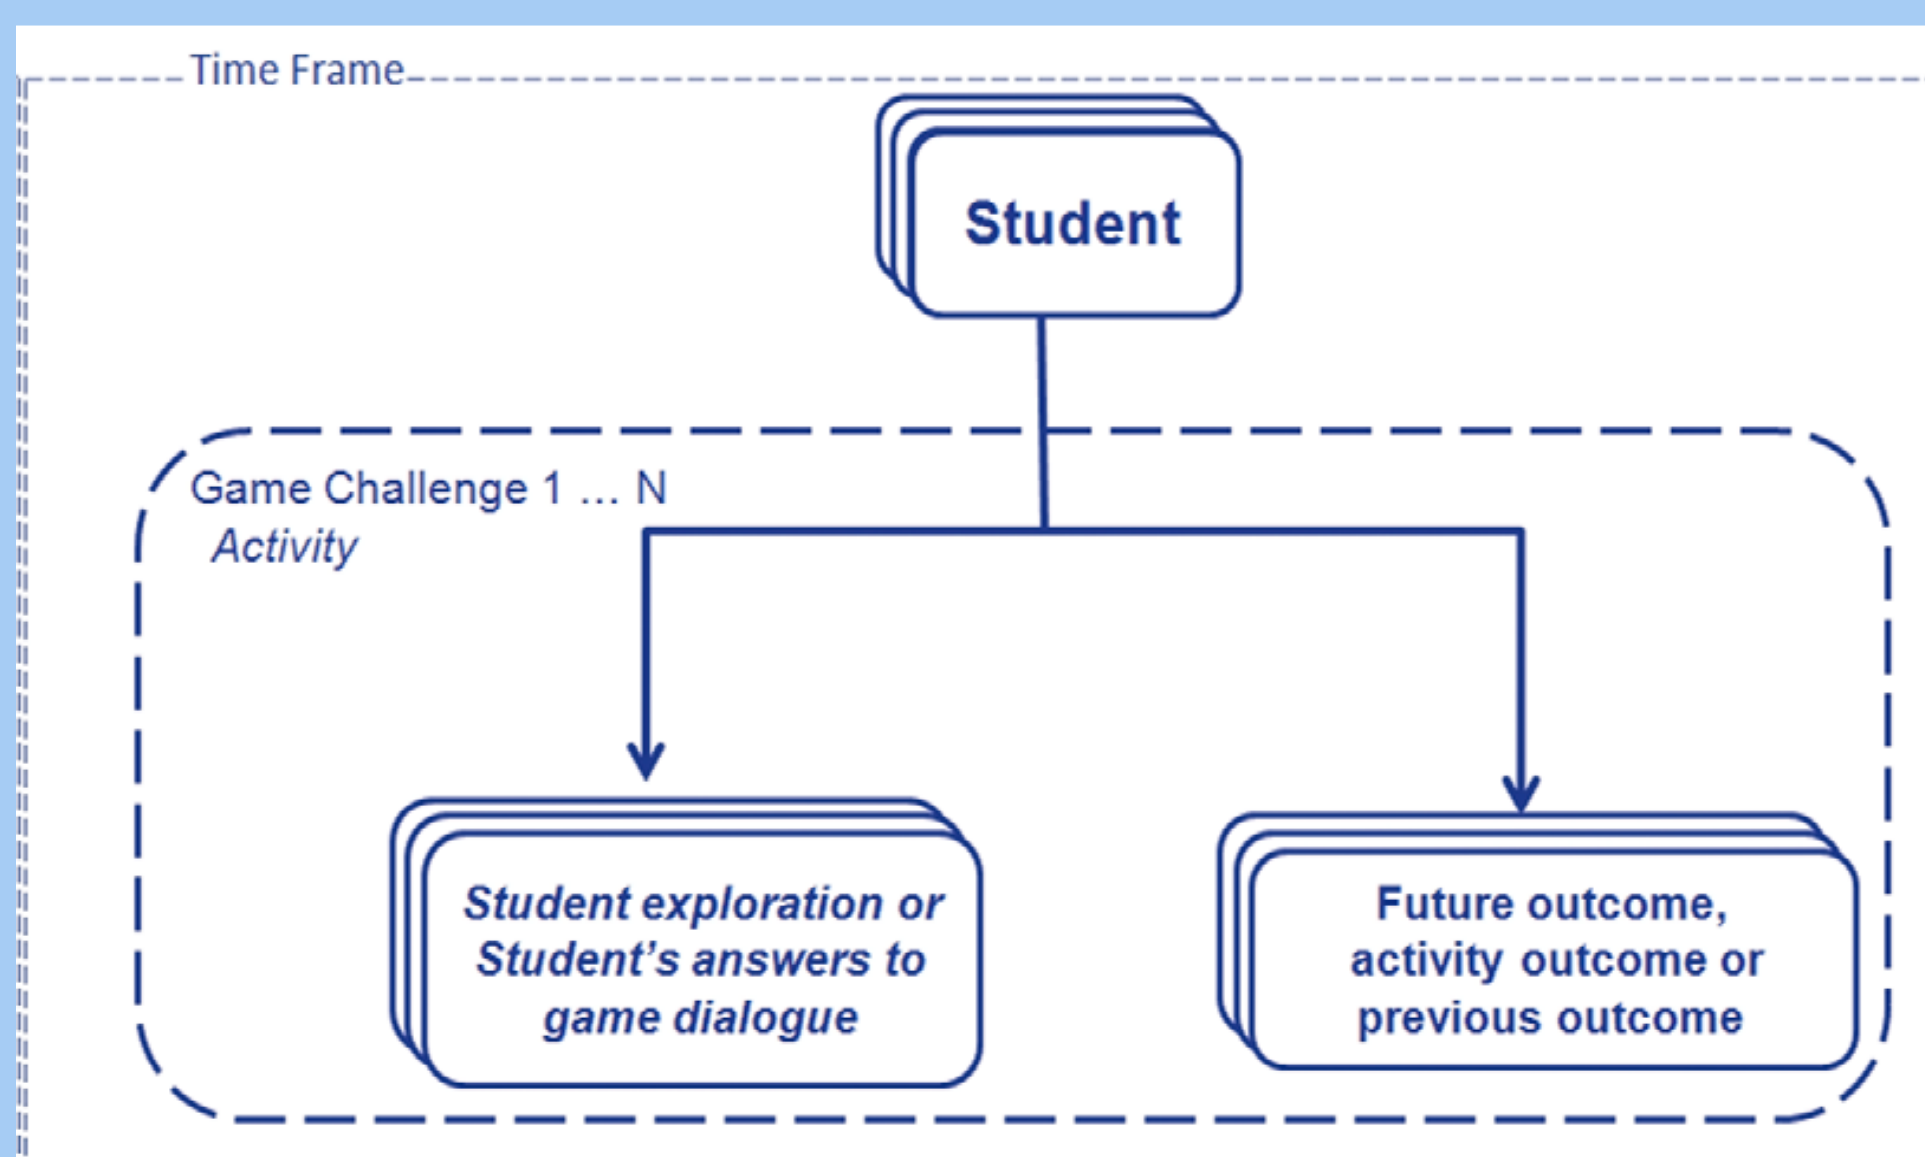 Time Frame
Student
Game Challenge 1 ... N
Activity
Student exploration or
Student's answers to
game dialogue
Future outcome,
activity outcome or
previous outcome